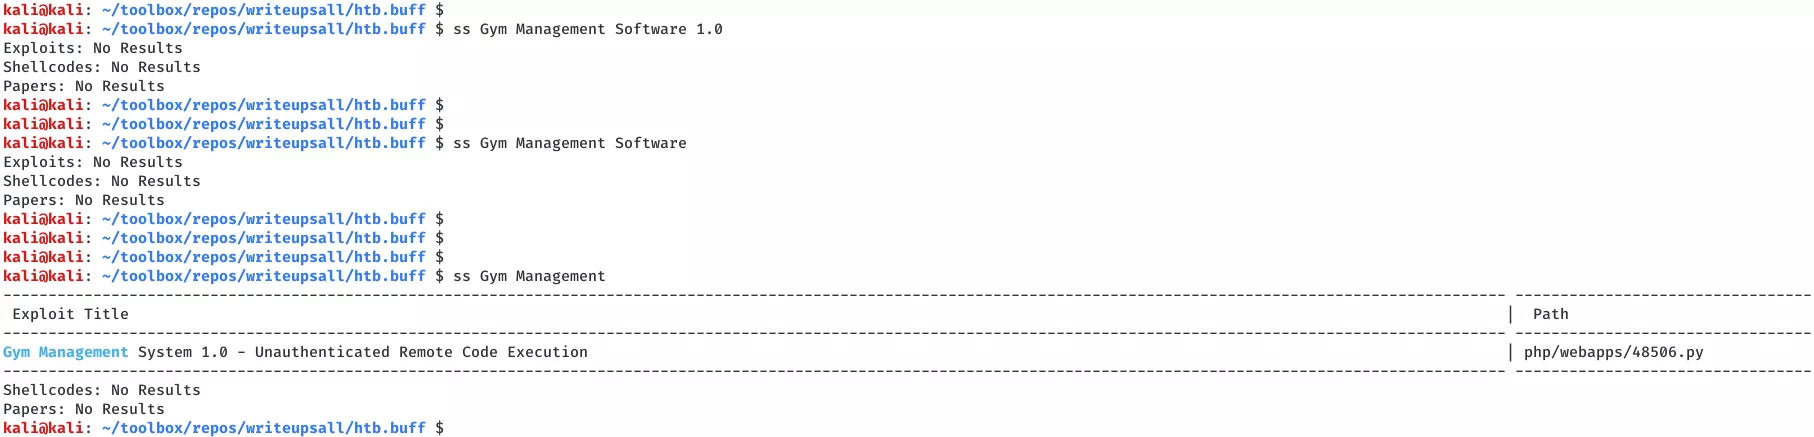 kali@kali: ~/toolbox/repos/writeupsall/htb.buff $
kali@kali: ~/toolbox/repos/writeupsall/htb.buff $ ss Gym Management Software 1.0
Exploits: No Results
Shellcodes: No Results
Papers: No Results
kali@kali: ~/toolbox/repos/writeupsall/htb.buff $
kali@kali: ~/toolbox/repos/writeupsall/htb.buff $
kali@kali: ~/toolbox/repos/writeupsall/htb.buff $ ss Gym Management Software
Exploits: No Results
Shellcodes: No Results
Papers: No Results
kali@kali: ~/toolbox/repos/writeupsall/htb.buff $
kali@kali: ~/toolbox/repos/writeupsall/htb.buff $
kali@kali: ~/toolbox/repos/writeupsall/htb.buff $
kali@kali: ~/toolbox/repos/writeupsall/htb.buff $ ss Gym Management
Exploit Title | Path
Gym Management System 1.0 - Unauthenticated Remote Code Execution | php/webapps/48506.py
Shellcodes: No Results
Papers: No Results
kali@kali: ~/toolbox/repos/writeupsall/htb.buff $